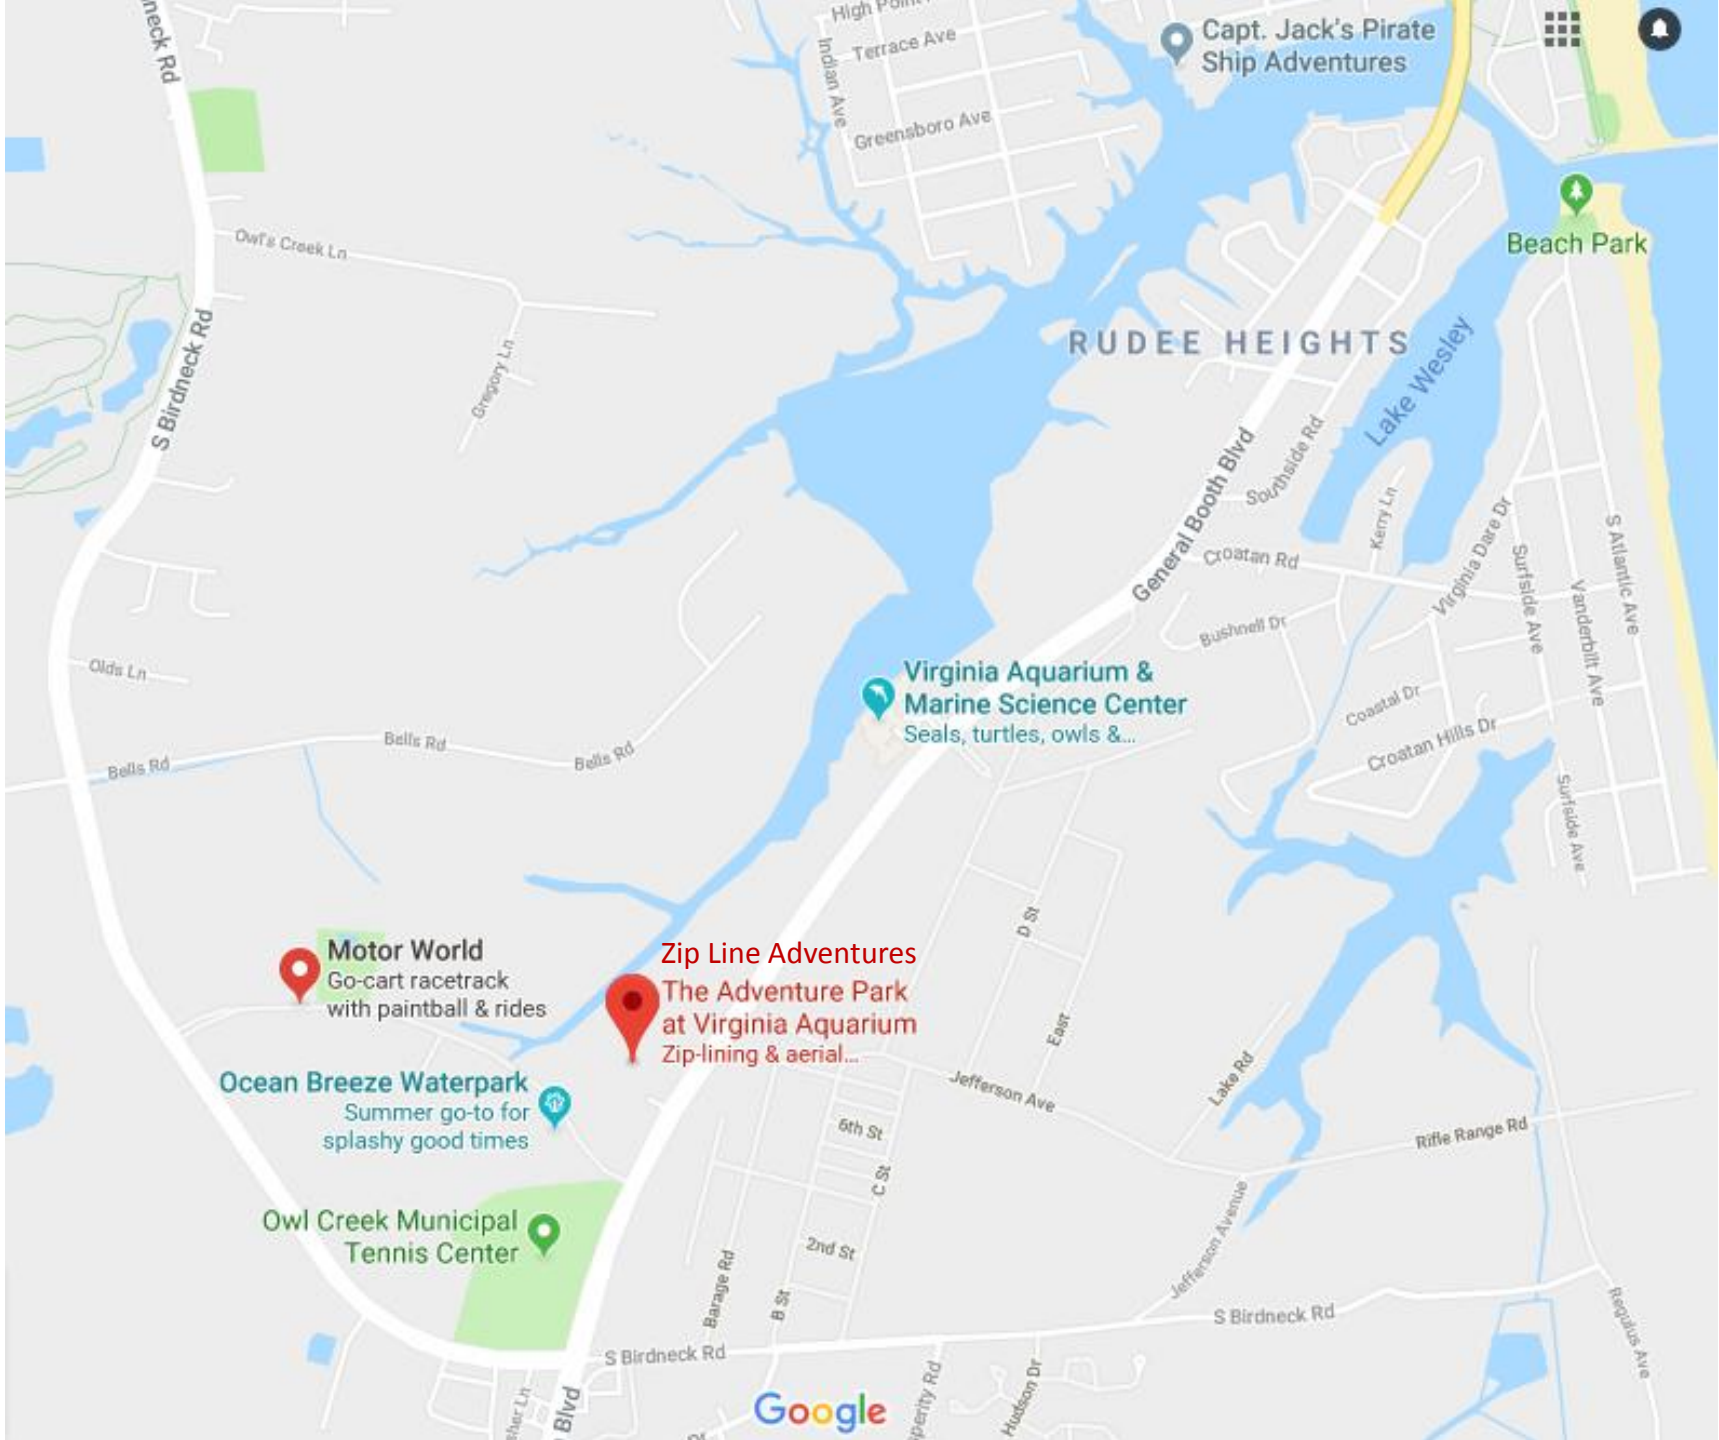 High Point
Terrace Ave
Indian Ave
Greensboro Ave
Capt. Jack's Pirate
Ship Adventures
Beach Park
neck Rd
Owl's Creek Ln
Gregory Ln
S Birdneck Rd
RUDEE HEIGHTS
Lake Wesley
General Booth Blvd
Southside Rd
Kerry Ln
Croatan Rd
Virginia Dare Dr
Surfside Ave
S Atlantic Ave
Vanderbilt Ave
Bushnell Dr
Coastal Dr
Croatan Hills Dr
Surfside Ave
Olds Ln
Bells Rd
Bells Rd
Bells Rd
Virginia Aquarium &
Marine Science Center
Seals, turtles, owls &...
D St
East
Motor World
Go-cart racetrack
with paintball & rides
Zip Line Adventures
The Adventure Park
at Virginia Aquarium
Zip-lining & aerial...
Ocean Breeze Waterpark
Summer go-to for
splashy good times
Jefferson Ave
Lake Rd
Rifle Range Rd
6th St
C St
2nd St
Barage Rd
B St
Jefferson Avenue
Owl Creek Municipal
Tennis Center
S Birdneck Rd
S Birdneck Rd
Regulus Ave
Hudson Dr
perity Rd
Blvd
Google